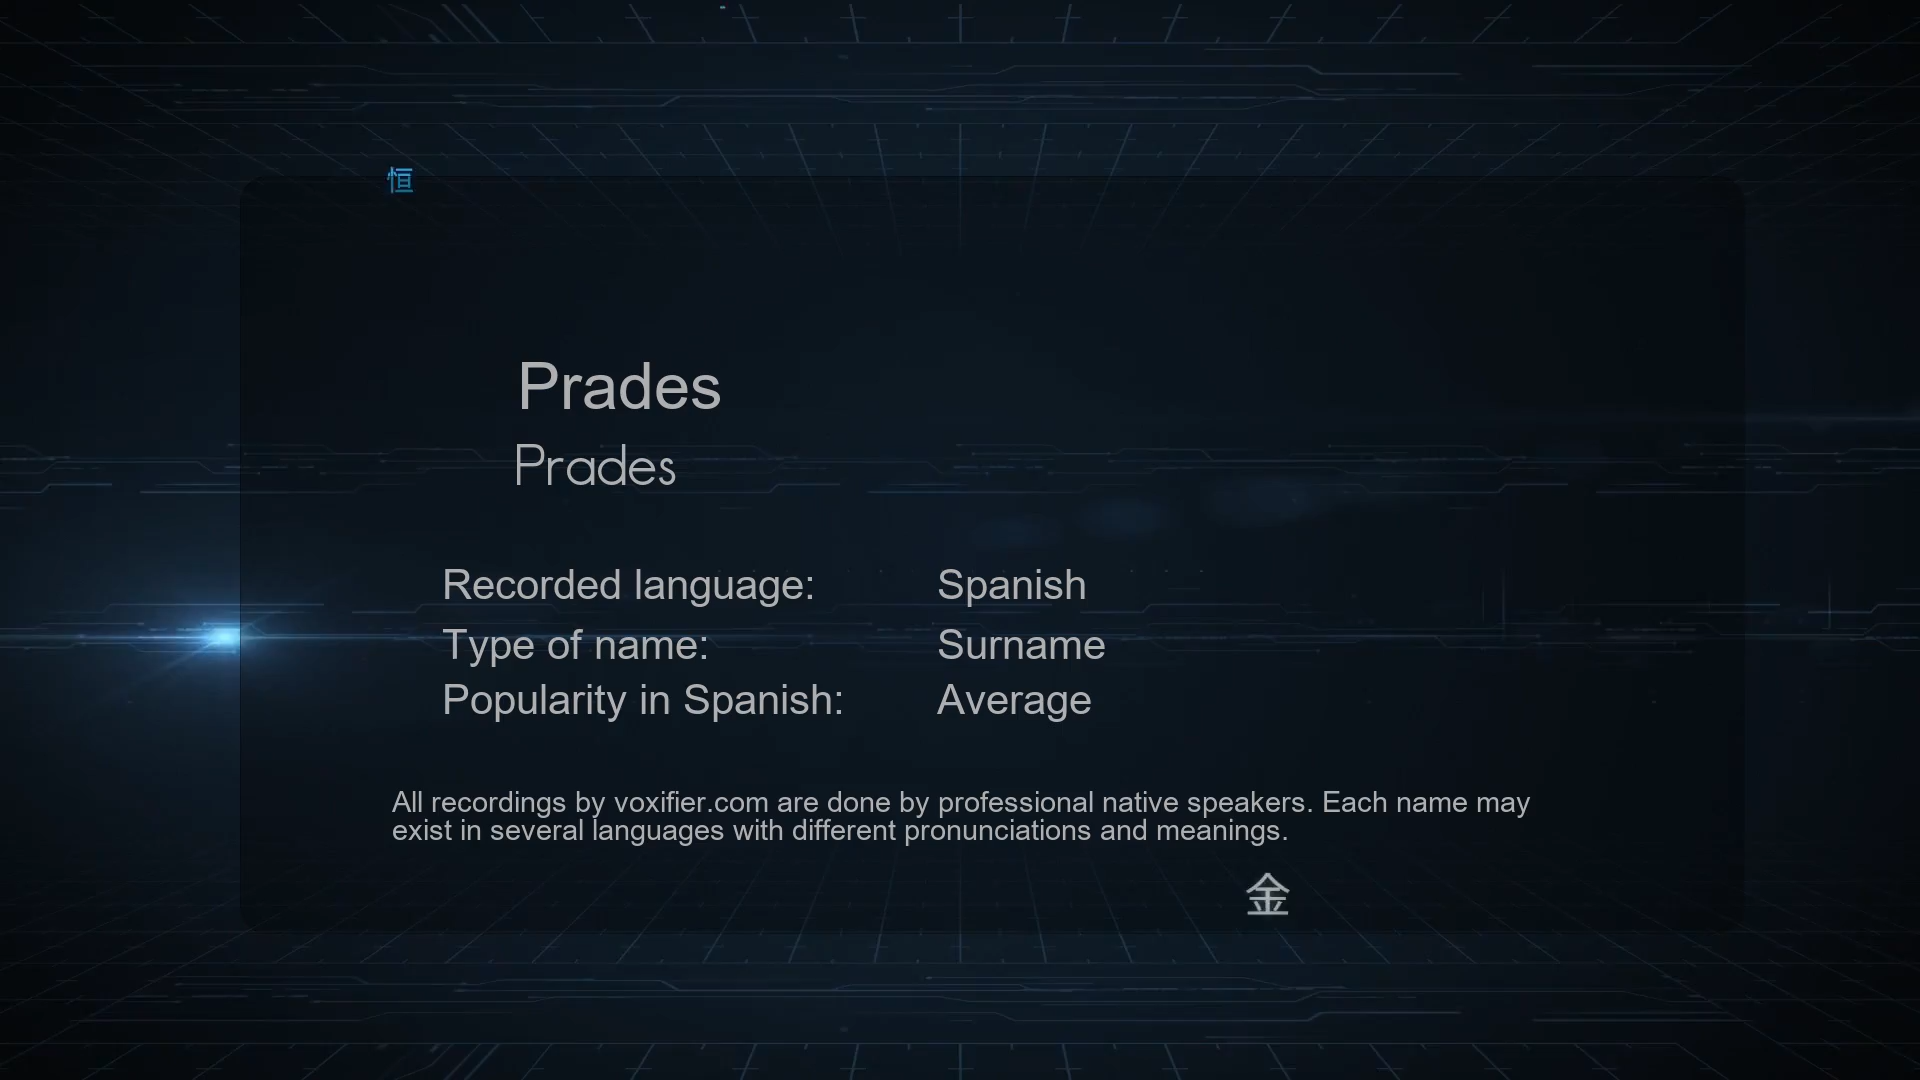 恒
Prades
Prades
Recorded language: Spanish
Type of name: Surname
Popularity in Spanish: Average
All recordings by voxifier.com are done by professional native speakers. Each name may
exist in several languages with different pronunciations and meanings.
金